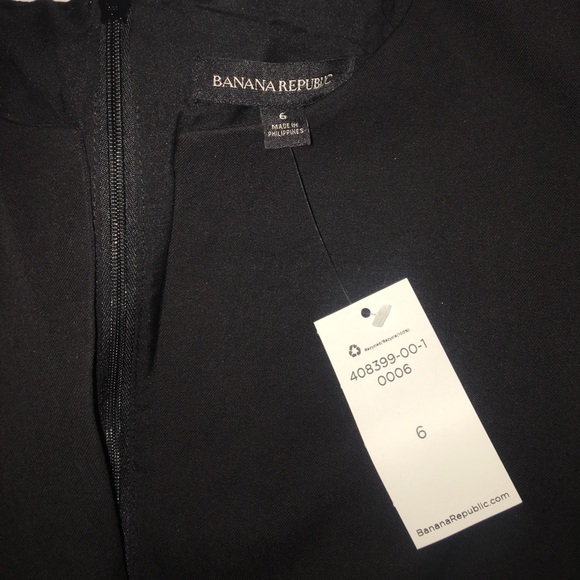 BANANA REPUBLIC
6
MADE IN
PHILIPPINES
408399-00-1
0006
6
BananaRepublic.com